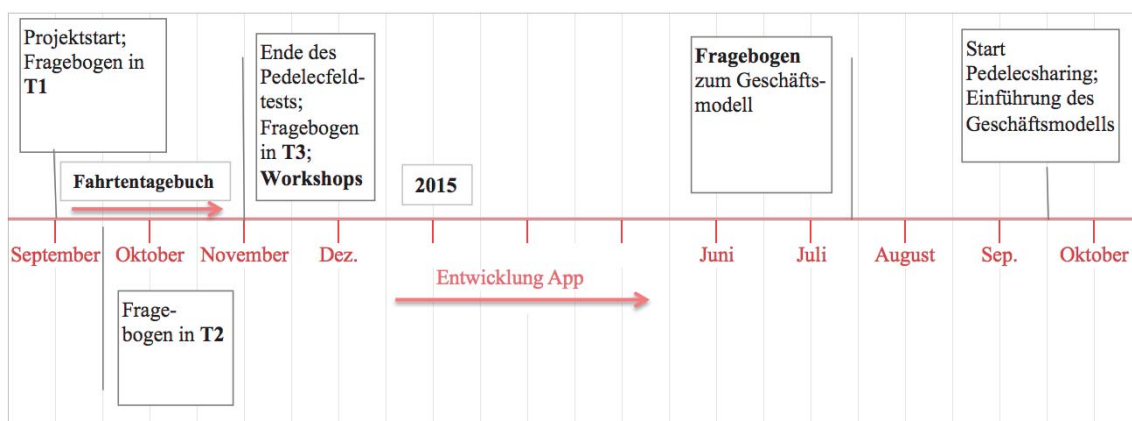 Projektstart;
Fragebogen in
T1
Fahrtentagebuch
Ende des
Pedelecfeld-
tests;
Fragebogen
in T3;
Workshops
2015
Fragebogen
zum Geschäfts-
modell
Start
Pedelecsharing;
Einführung des
Geschäftsmodells
September
Oktober
November
Dez.
Juni
Juli
August
Sep.
Oktober
Entwicklung App
Frage-
bogen in T2